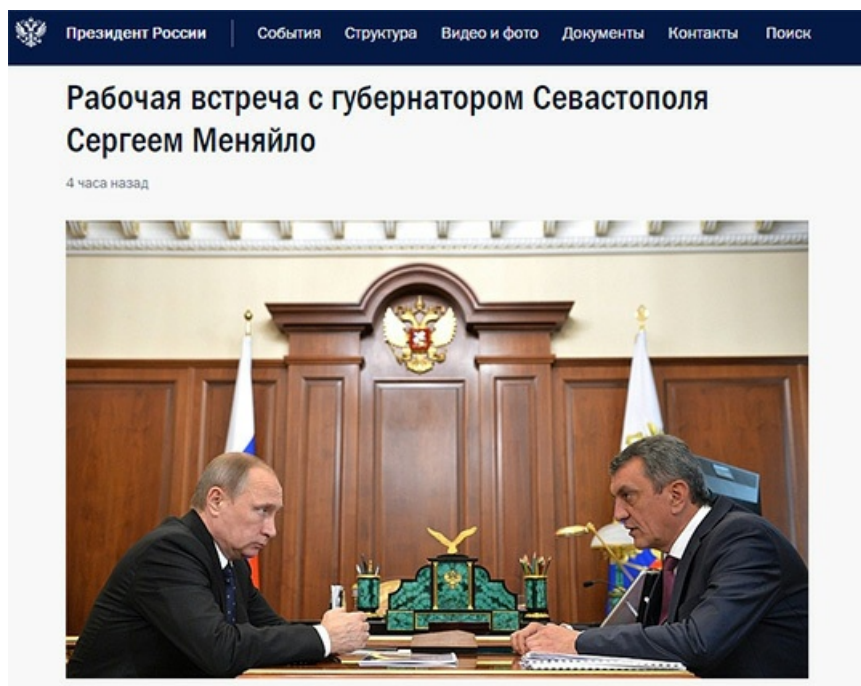 Президент России
События
Структура
Видео и фото
Документы
Контакты
Поиск
Рабочая встреча с губернатором Севастополя
Сергеем Меняйло
4 часа назад